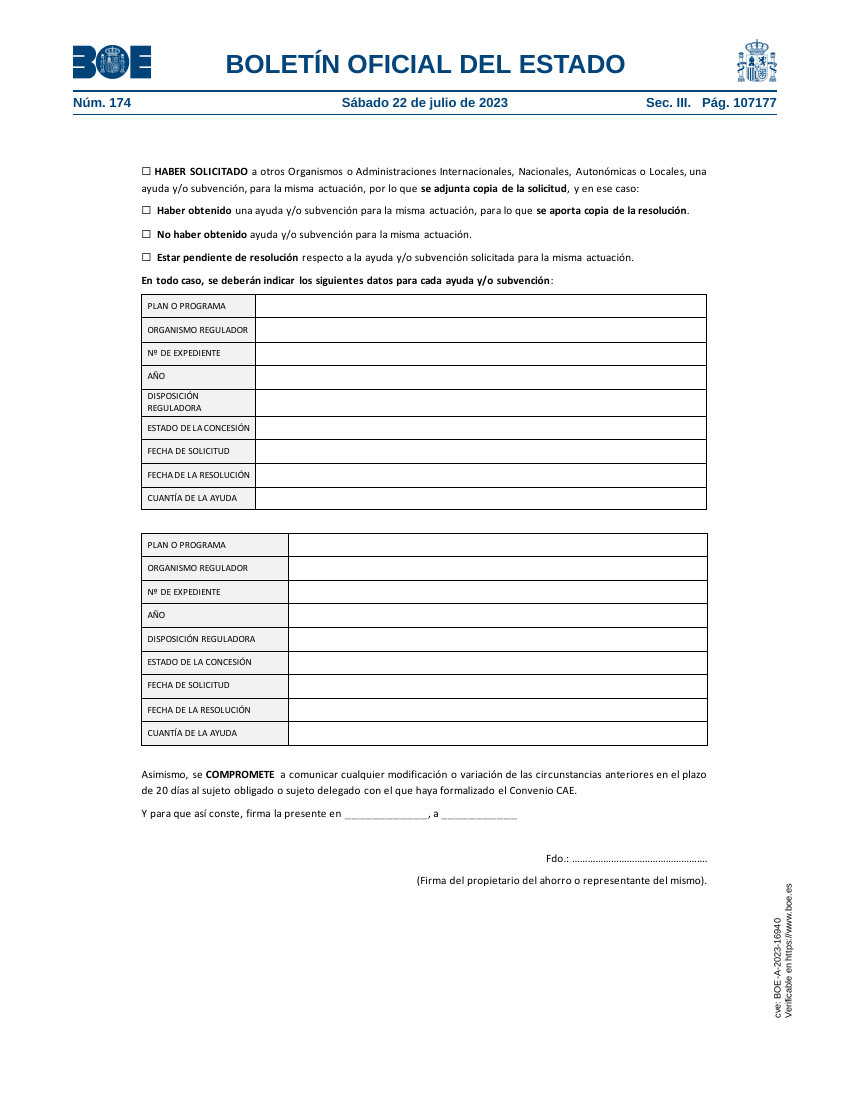 BOE
BOLETÍN OFICIAL DEL ESTADO
Núm. 174
Sábado 22 de julio de 2023
Sec. III.   Pág. 107177
☐ HABER SOLICITADO a otros Organismos o Administraciones Internacionales, Nacionales, Autonómicas o Locales, una
ayuda y/o subvención, para la misma actuación, por lo que se adjunta copia de la solicitud, y en ese caso:
☐ Haber obtenido una ayuda y/o subvención para la misma actuación, para lo que se aporta copia de la resolución.
☐ No haber obtenido ayuda y/o subvención para la misma actuación.
☐ Estar pendiente de resolución respecto a la ayuda y/o subvención solicitada para la misma actuación.
En todo caso, se deberán indicar los siguientes datos para cada ayuda y/o subvención:
PLAN O PROGRAMA
ORGANISMO REGULADOR
Nº DE EXPEDIENTE
AÑO
DISPOSICIÓN
REGULADORA
ESTADO DE LA CONCESIÓN
FECHA DE SOLICITUD
FECHA DE LA RESOLUCIÓN
CUANTÍA DE LA AYUDA
PLAN O PROGRAMA
ORGANISMO REGULADOR
Nº DE EXPEDIENTE
AÑO
DISPOSICIÓN REGULADORA
ESTADO DE LA CONCESIÓN
FECHA DE SOLICITUD
FECHA DE LA RESOLUCIÓN
CUANTÍA DE LA AYUDA
Asimismo, se COMPROMETE a comunicar cualquier modificación o variación de las circunstancias anteriores en el plazo
de 20 días al sujeto obligado o sujeto delegado con el que haya formalizado el Convenio CAE.
Y para que así conste, firma la presente en _____________, a ____________
Fdo.: …………………………………………….
(Firma del propietario del ahorro o representante del mismo).
cve: BOE-A-2023-16940
Verificable en https://www.boe.es